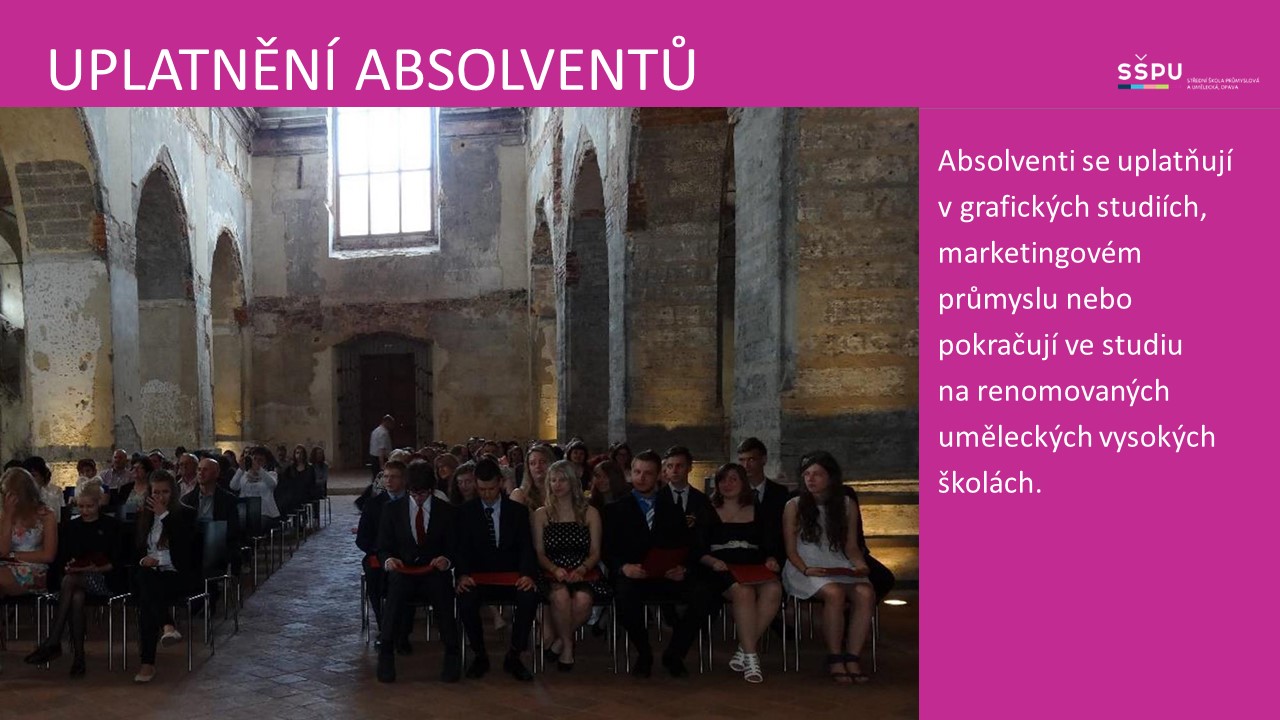 UPLATNĚNÍ ABSOLVENTŮ
SŠPU
STŘEDNÍ ŠKOLA PRŮMYSLOVÁ
A UMĚLECKÁ, OPAVA
Absolventi se uplatňují
v grafických studiích,
marketingovém
průmyslu nebo
pokračují ve studiu
na renomovaných
uměleckých vysokých
školách.